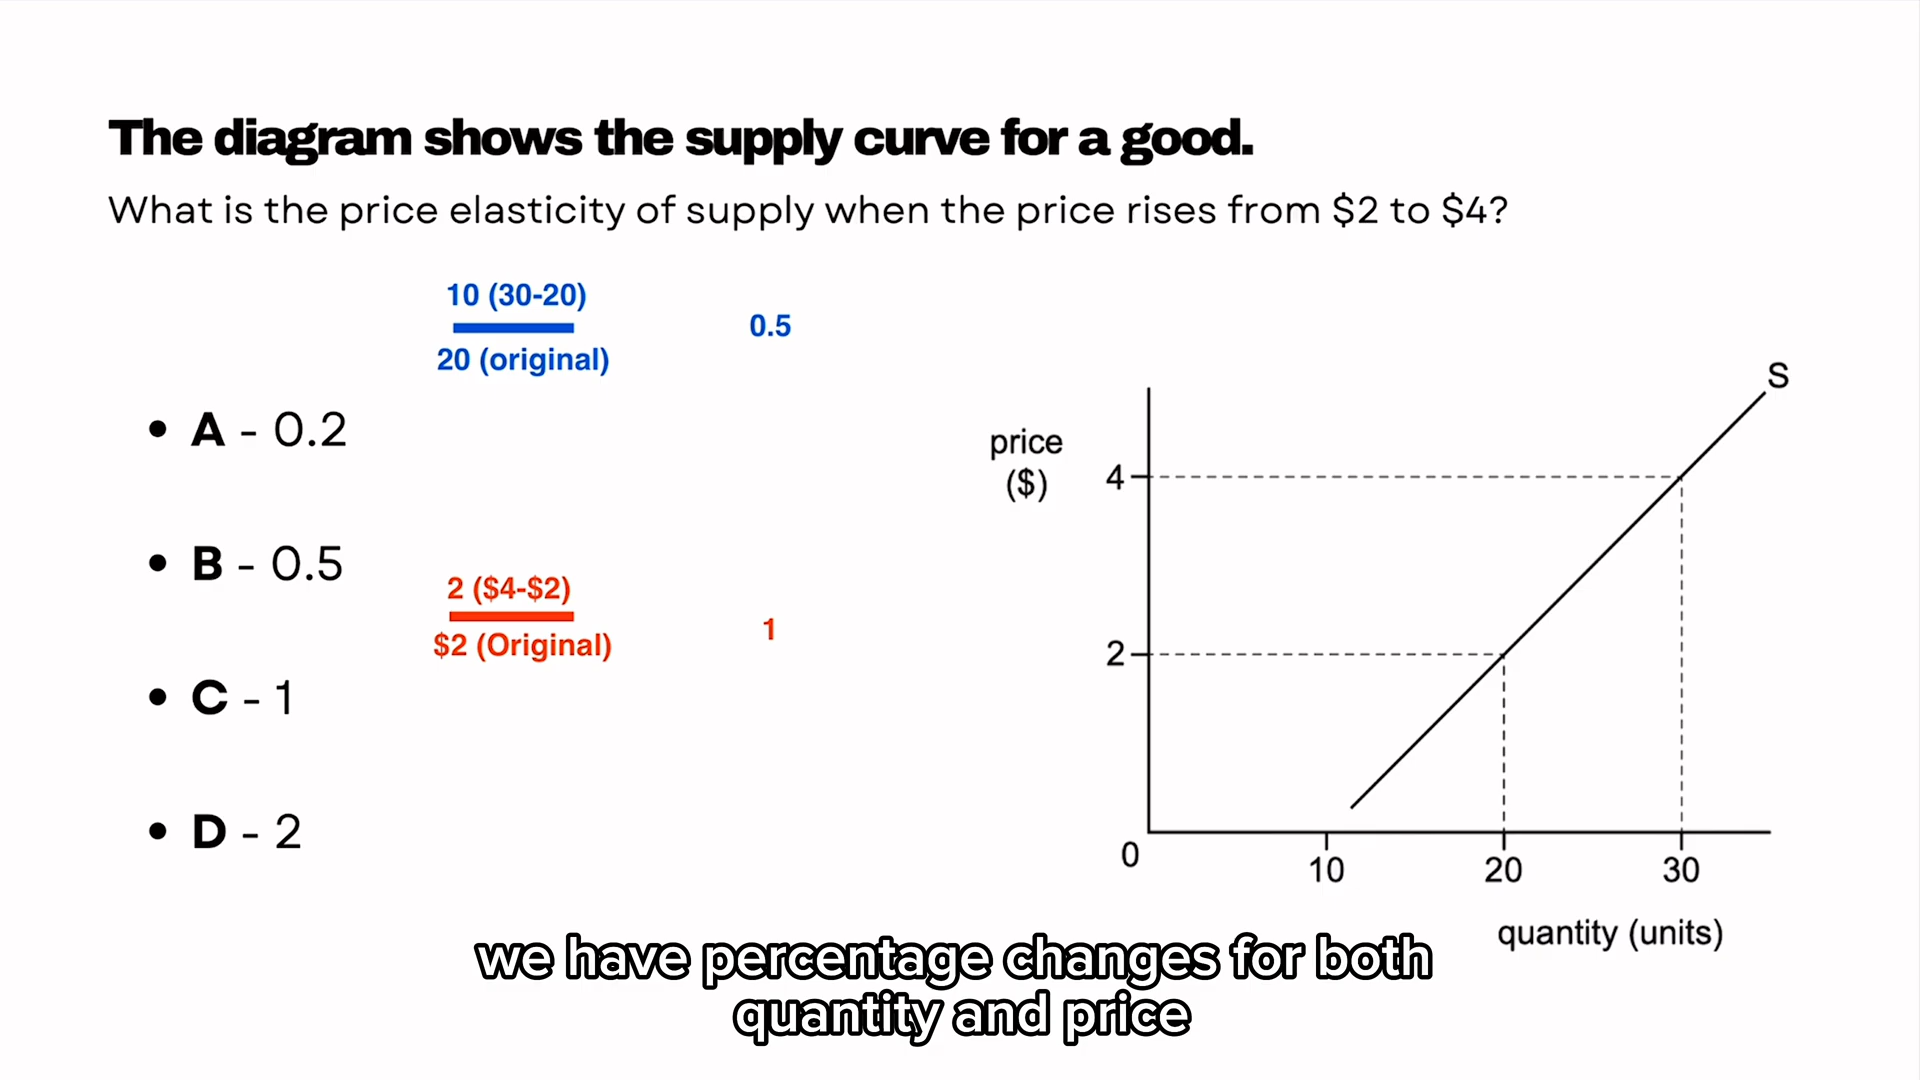 The diagram shows the supply curve for a good.
What is the price elasticity of supply when the price rises from $2 to $4?
10 (30-20)
20 (original)
0.5
• A - 0.2
• B - 0.5
2 ($4-$2)
$2 (Original)
1
• C - 1
• D - 2
S
price
($)
4
2
0
10 20 30
quantity (units)
we have percentage changes for both
quantity and price